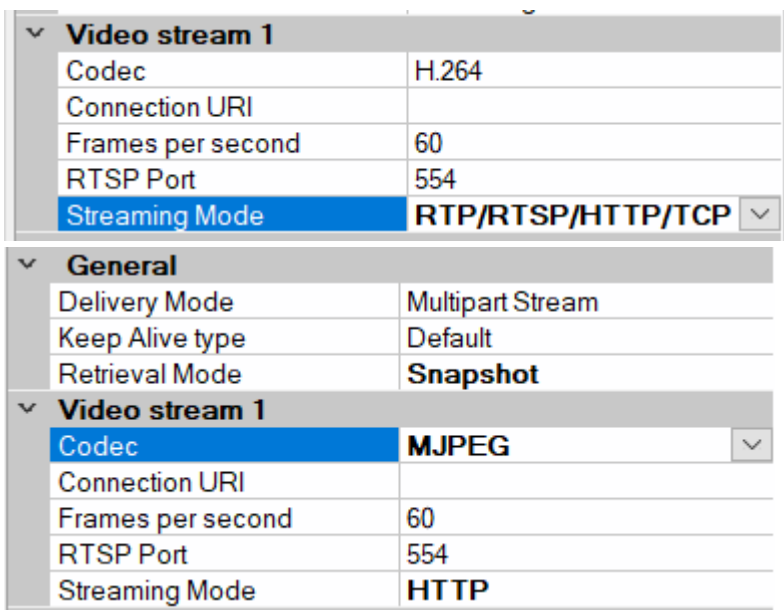 Video stream 1
Codec H.264
Connection URI
Frames per second 60
RTSP Port 554
Streaming Mode RTP/RTSP/HTTP/TCP
General
Delivery Mode Multipart Stream
Keep Alive type Default
Retrieval Mode Snapshot
Video stream 1
Codec MJPEG
Connection URI
Frames per second 60
RTSP Port 554
Streaming Mode HTTP